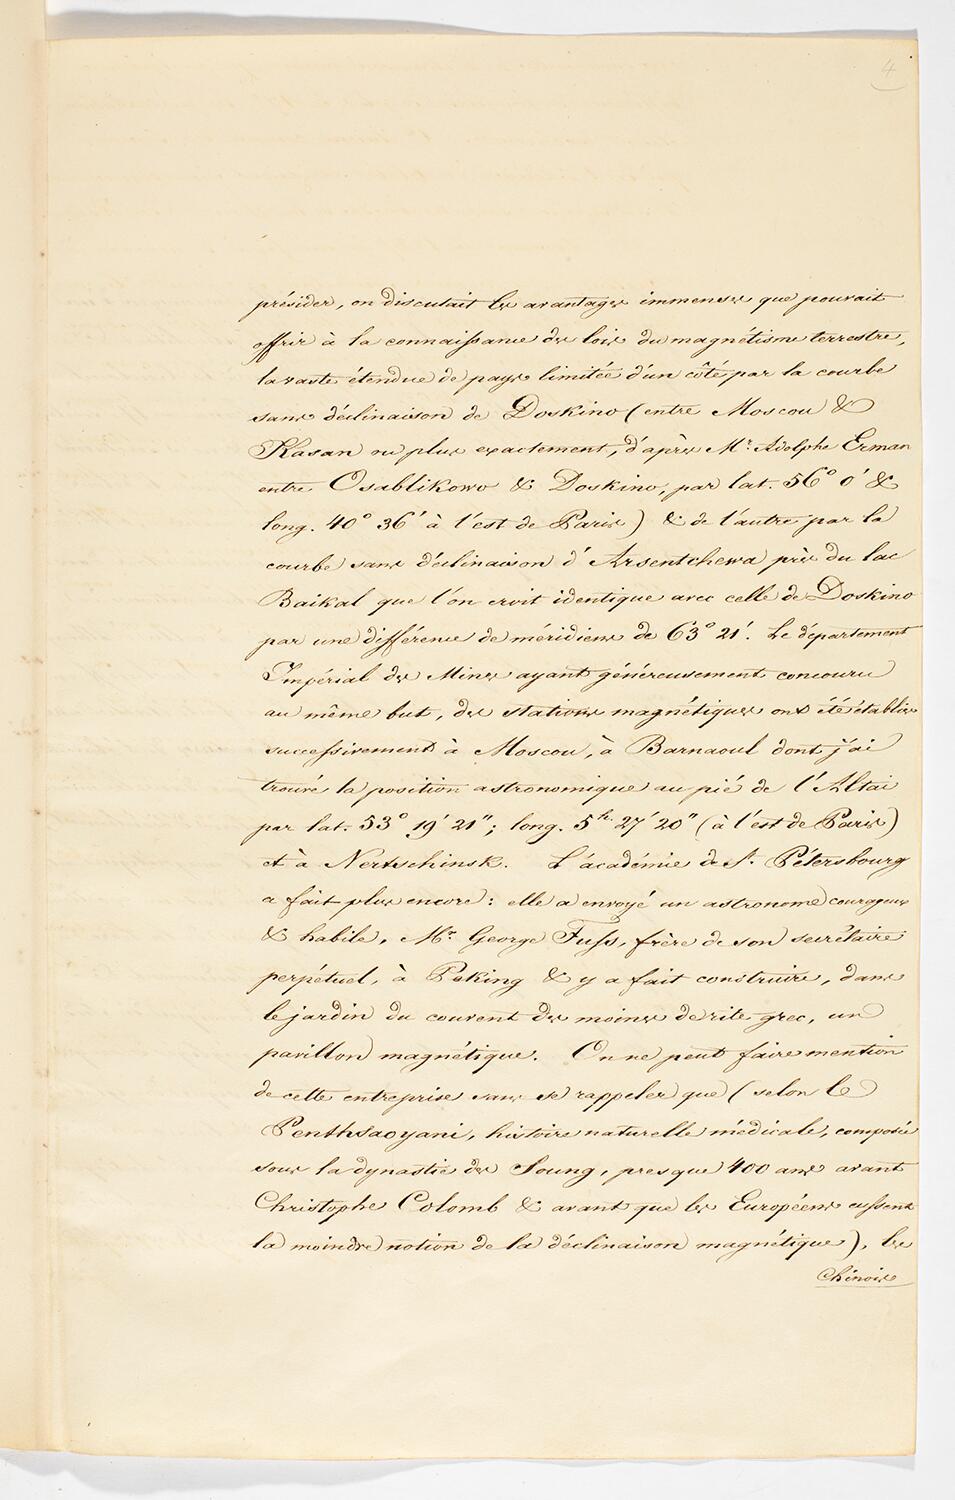 4
présider, on discutait les avantages immenses que pouvait
offrir à la connaissance des lois du magnétisme terrestre,
la vaste étendue de pays limitée d'un côté par la courbe
sans déclinaison de Doskino (entre Moscou &
Kasan ou plus exactement, d'après Mr. Adolphe Erman
entre Osablikowo & Doskino, par lat. 56° 0' &
long. 40° 36' à l'est de Paris) & de l'autre par la
courbe sans déclinaison d'Arsentchewa près du lac
Baikal que l'on croit identique avec celle de Doskino
par une différence de méridiens de 63° 21'. Le département
Impérial des Mines ayant généreusement concouru
au même but, des stations magnétiques ont été établies
successivement à Moscou, à Barnaoul dont j'ai
trouvé la position astronomique au pié de l'Altai
par lat. 53° 19' 21"; long. 5h. 27' 20" (à l'est de Paris)
et à Nertschinsk. L'académie de St. Pétersbourg
a fait plus encore: elle a envoyé un astronome courageux
& habile, Mr. George Fuss, frère de son secrétaire
perpétuel, à Peking & y a fait construire, dans
le jardin du couvent des moines de rite grec, un
pavillon magnétique. On ne peut faire mention
de cette entreprise sans se rappeler que (selon le
Penthsaoyani, histoire naturelle médicale, composée
sous la dynastie des Soung, presque 400 ans avant
Christophe Colomb & avant que les Européens eussent
la moindre notion de la déclinaison magnétique), les
Chinois